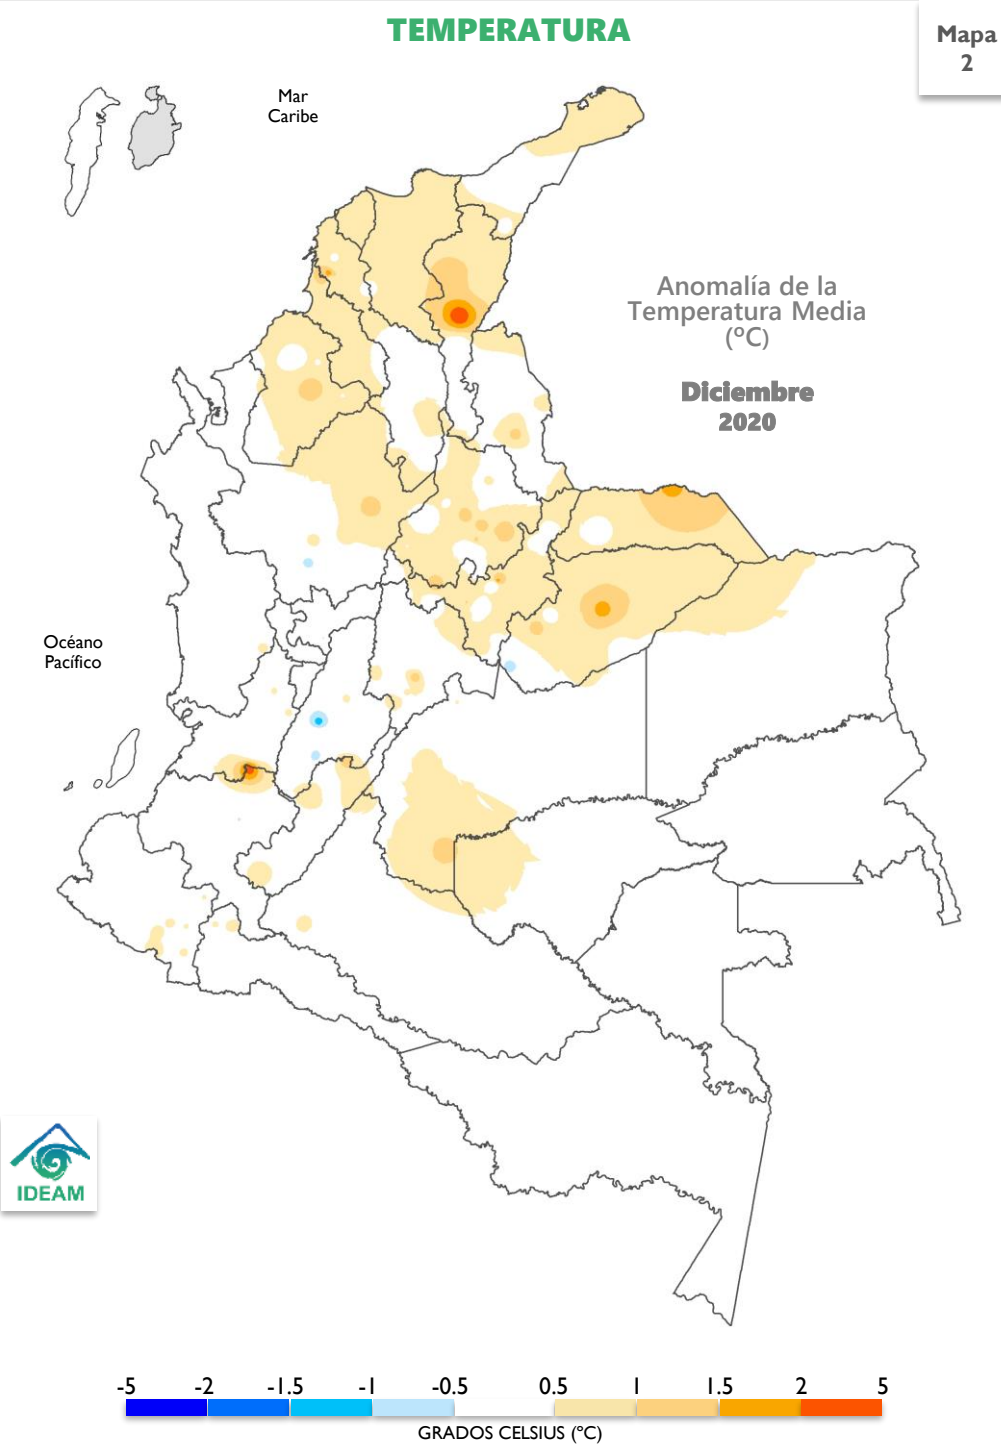 TEMPERATURA
Mapa
2
Mar
Caribe
Anomalía de la
Temperatura Media
(ºC)
Diciembre
2020
Océano
Pacífico
IDEAM
-5 -2 -1.5 -1 -0.5 0.5 1 1.5 2 5
GRADOS CELSIUS (ºC)